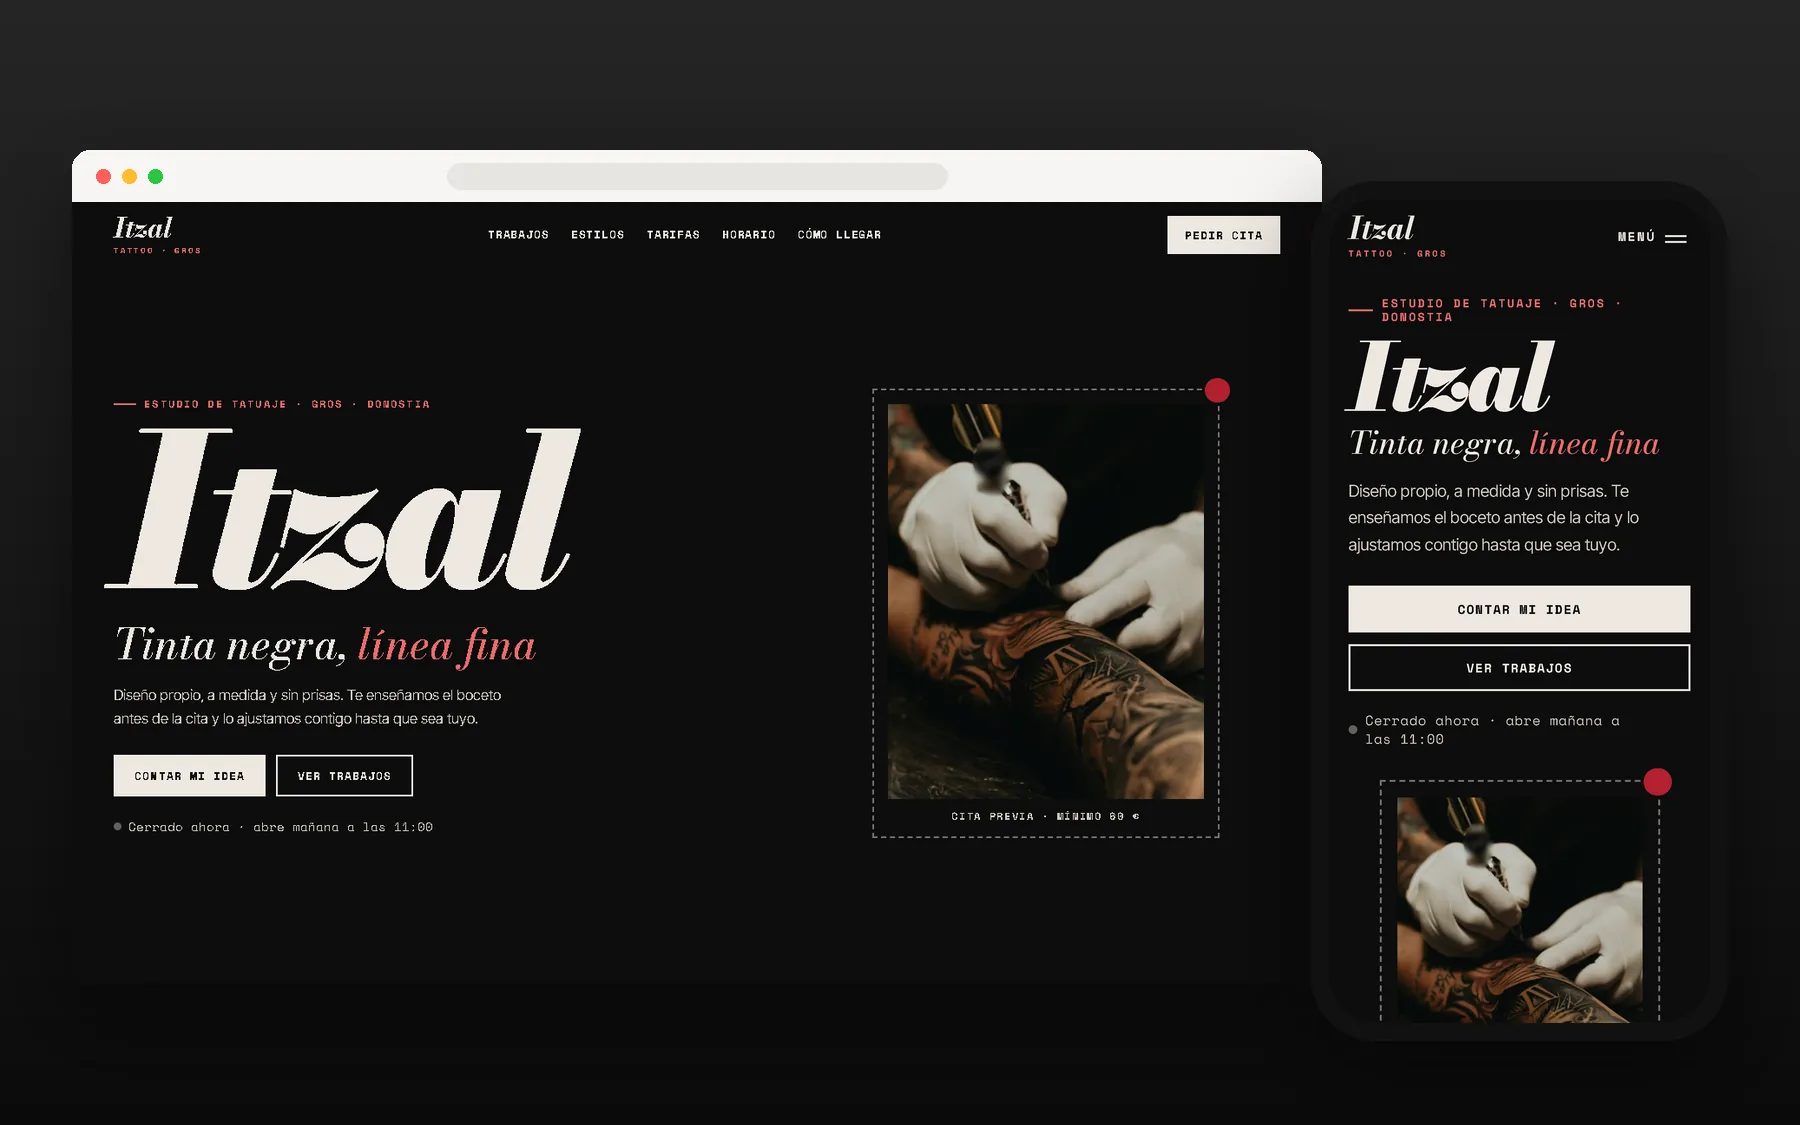 Itzal
TATTOO · GROS
TRABAJOS ESTILOS TARIFAS HORARIO CÓMO LLEGAR
PEDIR CITA
ESTUDIO DE TATUAJE · GROS · DONOSTIA
Itzal
Tinta negra, línea fina
Diseño propio, a medida y sin prisas. Te enseñamos el boceto
antes de la cita y lo ajustamos contigo hasta que sea tuyo.
CONTAR MI IDEA
VER TRABAJOS
Cerrado ahora · abre mañana a las 11:00
CITA PREVIA · MÍNIMO 60 €
Itzal
TATTOO · GROS
MENÚ
ESTUDIO DE TATUAJE · GROS ·
DONOSTIA
Itzal
Tinta negra, línea fina
Diseño propio, a medida y sin prisas. Te
enseñamos el boceto antes de la cita y lo
ajustamos contigo hasta que sea tuyo.
CONTAR MI IDEA
VER TRABAJOS
Cerrado ahora · abre mañana a
las 11:00